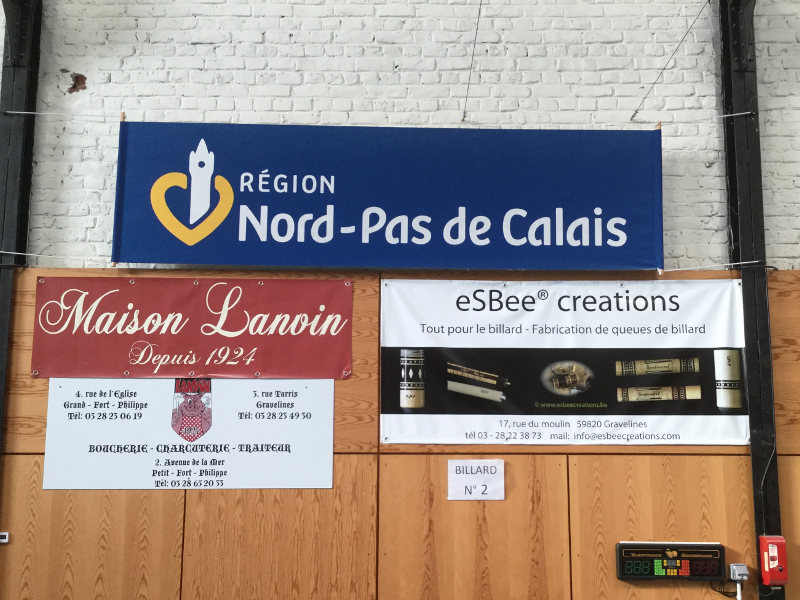 RÉGION
Nord-Pas de Calais
Maison Lanvin
Depuis 1924
4. rue de l'Eglise
Grand - Fort - Philippe
Tél: 03 28 23 06 19
3. rue Tarris
Gravelines
Tél: 03 28 23 49 30
BOUCHERIE - CHARCUTERIE - TRAITEUR
2. Avenue de la Mer
Petit - Fort - Philippe
Tél: 03 28 65 20 33
eSBee® creations
Tout pour le billard - Fabrication de queues de billard
© www.esbeecreations.be
17, rue du moulin 59820 Gravelines
tél 03 - 28 22 38 73 mail: info@esbeecreations.com
BILLARD
N° 2